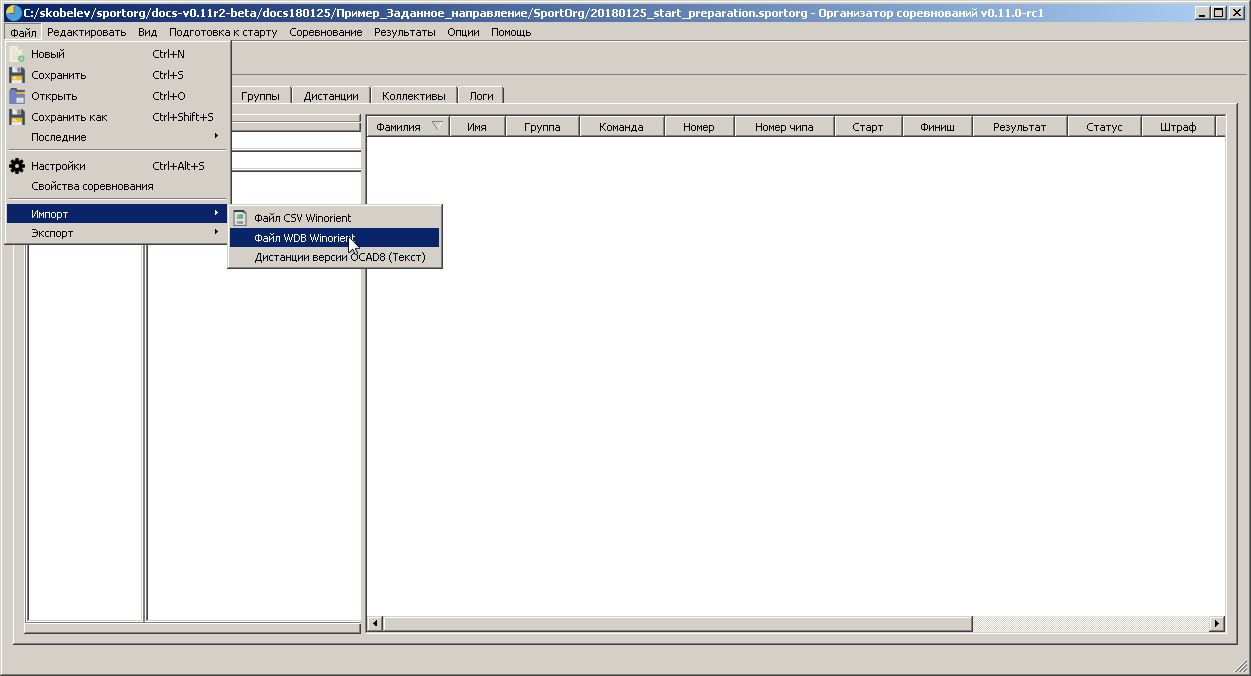 C:/skobelev/sportorg/docs-v0.11r2-beta/docs180125/Пример_Заданное_направление/SportOrg/20180125_start_preparation.sportorg - Организатор соревнований v0.11.0-rc1
Файл Редактировать Вид Подготовка к старту Соревнование Результаты Опции Помощь
Новый Ctrl+N
Сохранить Ctrl+S
Открыть Ctrl+O
Сохранить как Ctrl+Shift+S
Последние
Настройки Ctrl+Alt+S
Свойства соревнования
Импорт
Экспорт
Файл CSV Winorient
Файл WDB Winorient
Дистанции версии OCAD8 (Текст)
Группы Дистанции Коллективы Логи
Фамилия Имя Группа Команда Номер Номер чипа Старт Финиш Результат Статус Штраф